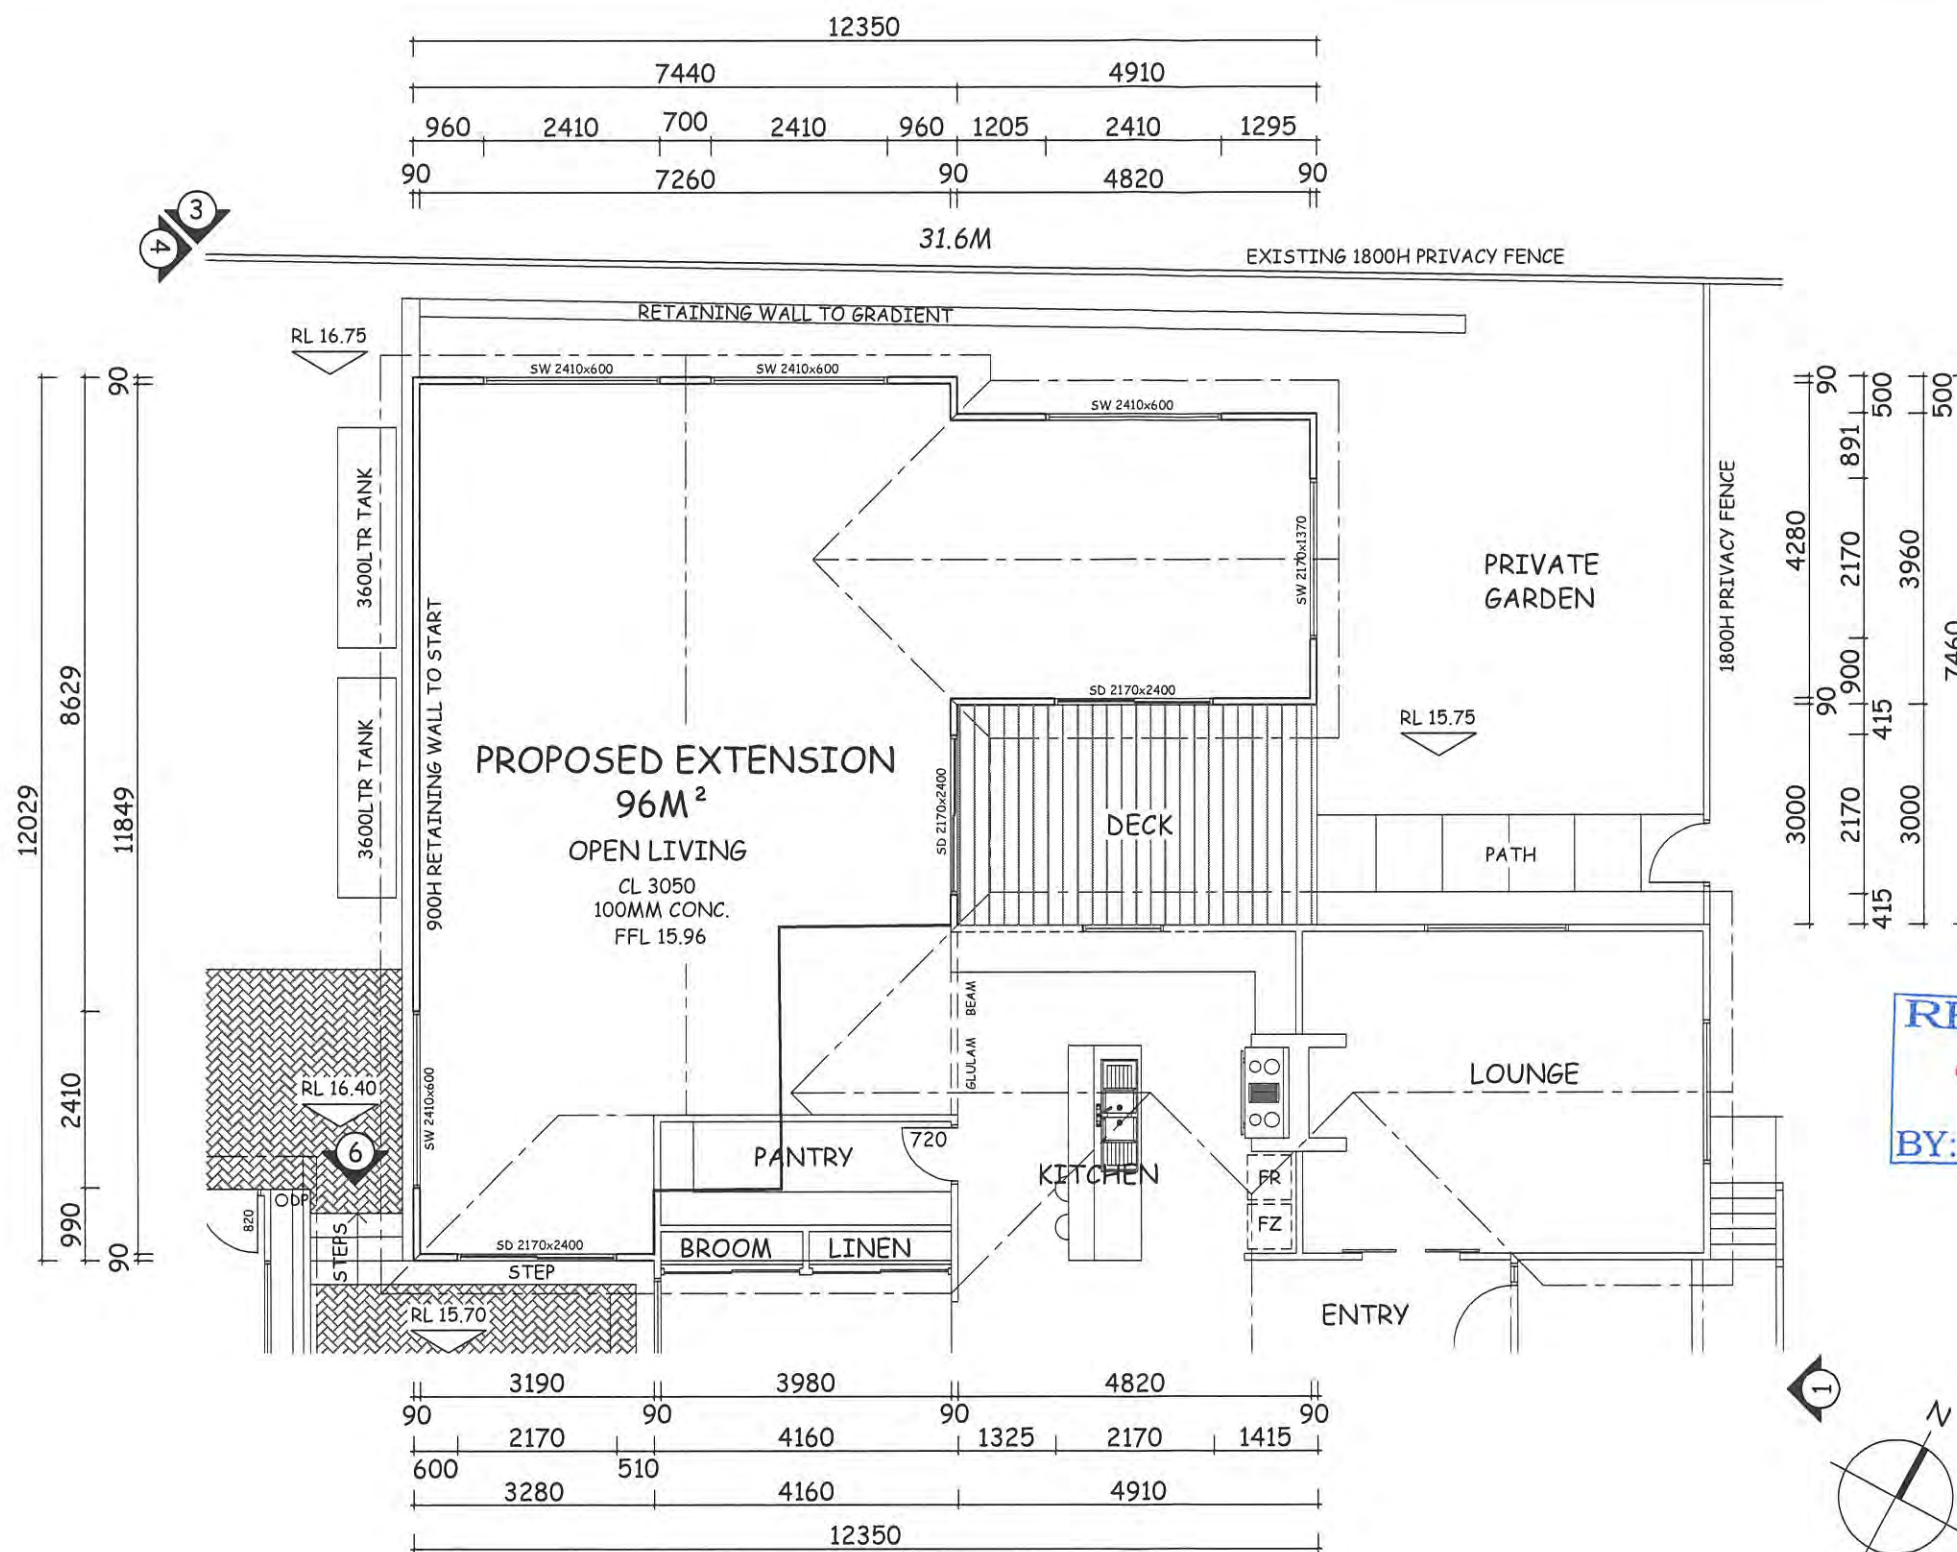 12350
7440 4910
960 2410 700 2410 960 1205 2410 1295
90 7260 90 4820 90
3
4
31.6M
EXISTING 1800H PRIVACY FENCE
RETAINING WALL TO GRADIENT
RL 16.75
SW 2410x600
SW 2410x600
SW 2410x600
SW 2170x1370
SD 2170x2400
SD 2170x2400
3600LTR TANK
3600LTR TANK
900H RETAINING WALL TO START
PROPOSED EXTENSION
96M²
OPEN LIVING
CL 3050
100MM CONC.
FFL 15.96
DECK
PRIVATE
GARDEN
1800H PRIVACY FENCE
RL 15.75
PATH
12029
8629
2410
990
90
11849
90
90
4280
90
3000
500
891
2170
900
415
2170
415
500
3960
3000
7460
GLULAM BEAM
LOUNGE
RL 16.40
6
SW 2410x600
PANTRY
720
KITCHEN
FR
FZ
ODP
820
STEPS
SD 2170x2400
STEP
BROOM
LINEN
RL 15.70
ENTRY
BY:
1
N
3190 3980 4820
90 90 90 90
2170 4160 1325 2170 1415
600 510
3280 4160 4910
12350